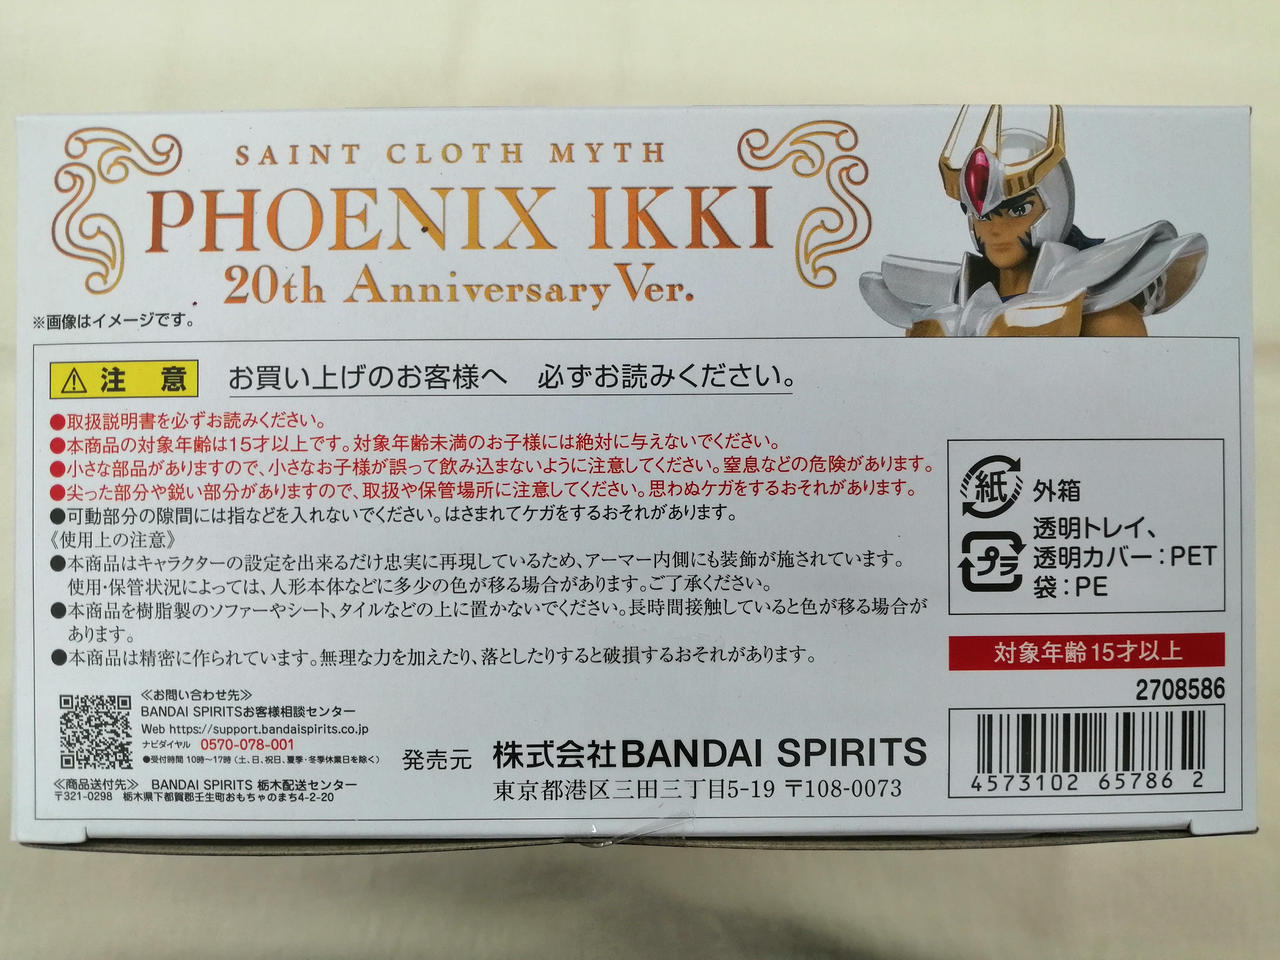 SAINT CLOTH MYTH
PHOENIX IKKI
20th Anniversary Ver.
※画像はイメージです。
注 意
お買い上げのお客様へ 必ずお読みください。
●取扱説明書を必ずお読みください。
●本商品の対象年齢は15才以上です。対象年齢未満のお子様には絶対に与えないでください。
●小さな部品がありますので、小さなお子様が誤って飲み込まないように注意してください。窒息などの危険があります。
●尖った部分や鋭い部分がありますので、取扱や保管場所に注意してください。思わぬケガをするおそれがあります。
●可動部分の隙間には指などを入れないでください。はさまれてケガをするおそれがあります。
《使用上の注意》
●本商品はキャラクターの設定を出来るだけ忠実に再現しているため、アーマー内側にも装飾が施されています。
使用・保管状況によっては、人形本体などに多少の色が移る場合があります。ご了承ください。
●本商品を樹脂製のソファーやシート、タイルなどの上に置かないでください。長時間接触していると色が移る場合が
あります。
●本商品は精密に作られています。無理な力を加えたり、落としたりすると破損するおそれがあります。
紙 外箱
プラ 透明トレイ、
透明カバー：PET
袋：PE
対象年齢15才以上
2708586
4573102 65786 2
《お問い合わせ先》
BANDAI SPIRITSお客様相談センター
Web https://support.bandaispirits.co.jp
ナビダイヤル 0570-078-001
●受付時間 10時〜17時（土、日、祝日、夏季・冬季休業日を除く）
《商品送付先》 BANDAI SPIRITS 栃木配送センター
〒321-0298 栃木県下都賀郡壬生町おもちゃのまち4-2-20
発売元 株式会社BANDAI SPIRITS
東京都港区三田三丁目5-19 〒108-0073